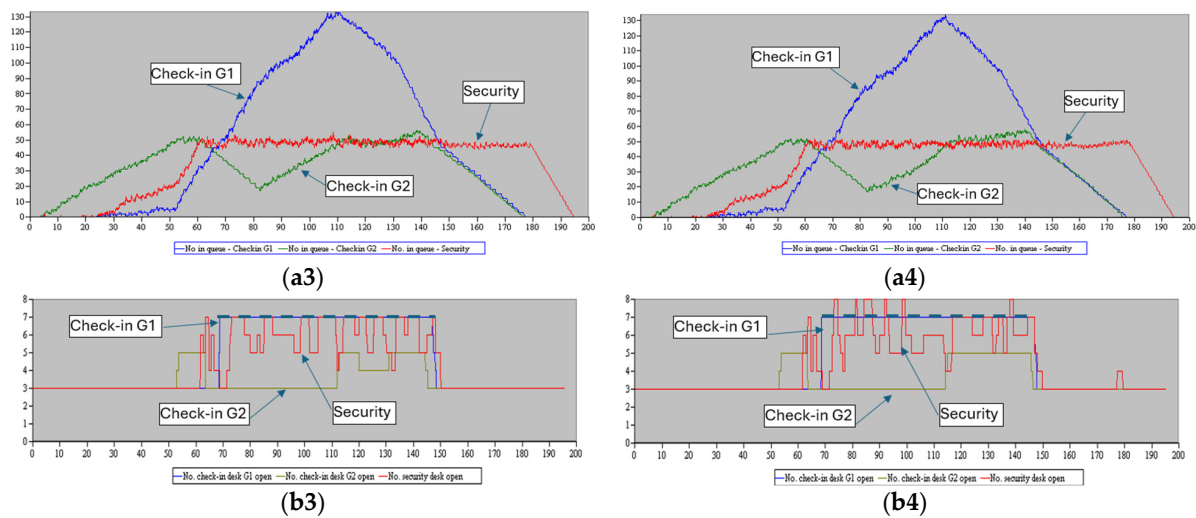 130
120
110
100
90
80
70
60
50
40
30
20
10
0
0 10 20 30 40 50 60 70 80 90 100 110 120 130 140 150 160 170 180 190 200
Check-in G1
Security
Check-in G2
No in queue - Checkin G1 No in queue - Checkin G2 No. in queue - Security
(a3)
130
120
110
100
90
80
70
60
50
40
30
20
10
0
0 10 20 30 40 50 60 70 80 90 100 110 120 130 140 150 160 170 180 190 200
Check-in G1
Security
Check-in G2
No in queue - Checkin G1 No in queue - Checkin G2 No. in queue - Security
(a4)
8
7
6
5
4
3
2
1
0
0 10 20 30 40 50 60 70 80 90 100 110 120 130 140 150 160 170 180 190 200
Check-in G1
Check-in G2
Security
No. check-in desk G1 open No. check-in desk G2 open No. security desk open
(b3)
8
7
6
5
4
3
2
1
0
0 10 20 30 40 50 60 70 80 90 100 110 120 130 140 150 160 170 180 190 200
Check-in G1
Check-in G2
Security
No. check-in desk G1 open No. check-in desk G2 open No. security desk open
(b4)